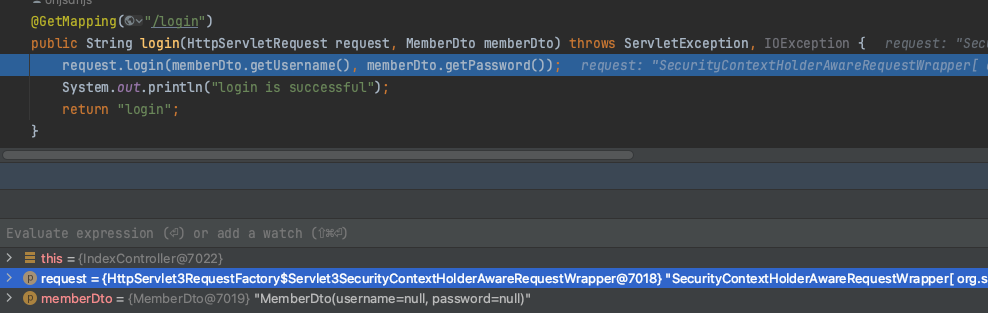 @GetMapping("/login")
public String login(HttpServletRequest request, MemberDto memberDto) throws ServletException, IOException {   request: "Sec
request.login(memberDto.getUsername(), memberDto.getPassword());   request: "SecurityContextHolderAwareRequestWrapper[ o
System.out.println("login is successful");
return "login";
}
Evaluate expression (⏎) or add a watch (⇧⌘⏎)
this = {IndexController@7022}
p request = {HttpServlet3RequestFactory$Servlet3SecurityContextHolderAwareRequestWrapper@7018} "SecurityContextHolderAwareRequestWrapper[ org.s
p memberDto = {MemberDto@7019} "MemberDto(username=null, password=null)"